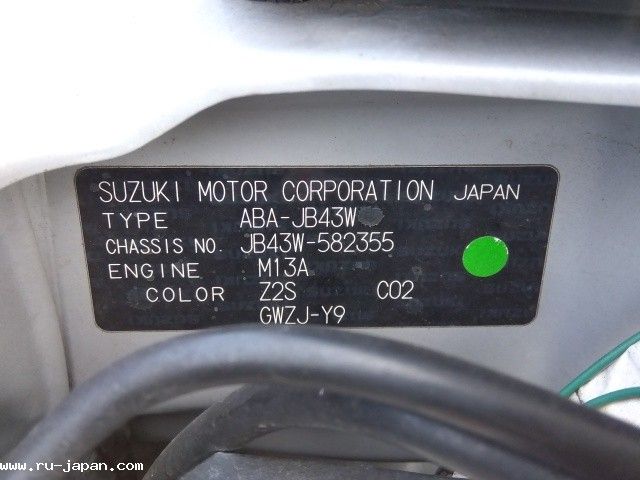 SUZUKI MOTOR CORPORATION JAPAN
TYPE ABA-JB43W
CHASSIS NO. JB43W-582355
ENGINE M13A
COLOR Z2S C02
GWZJ-Y9
www.ru-japan.com